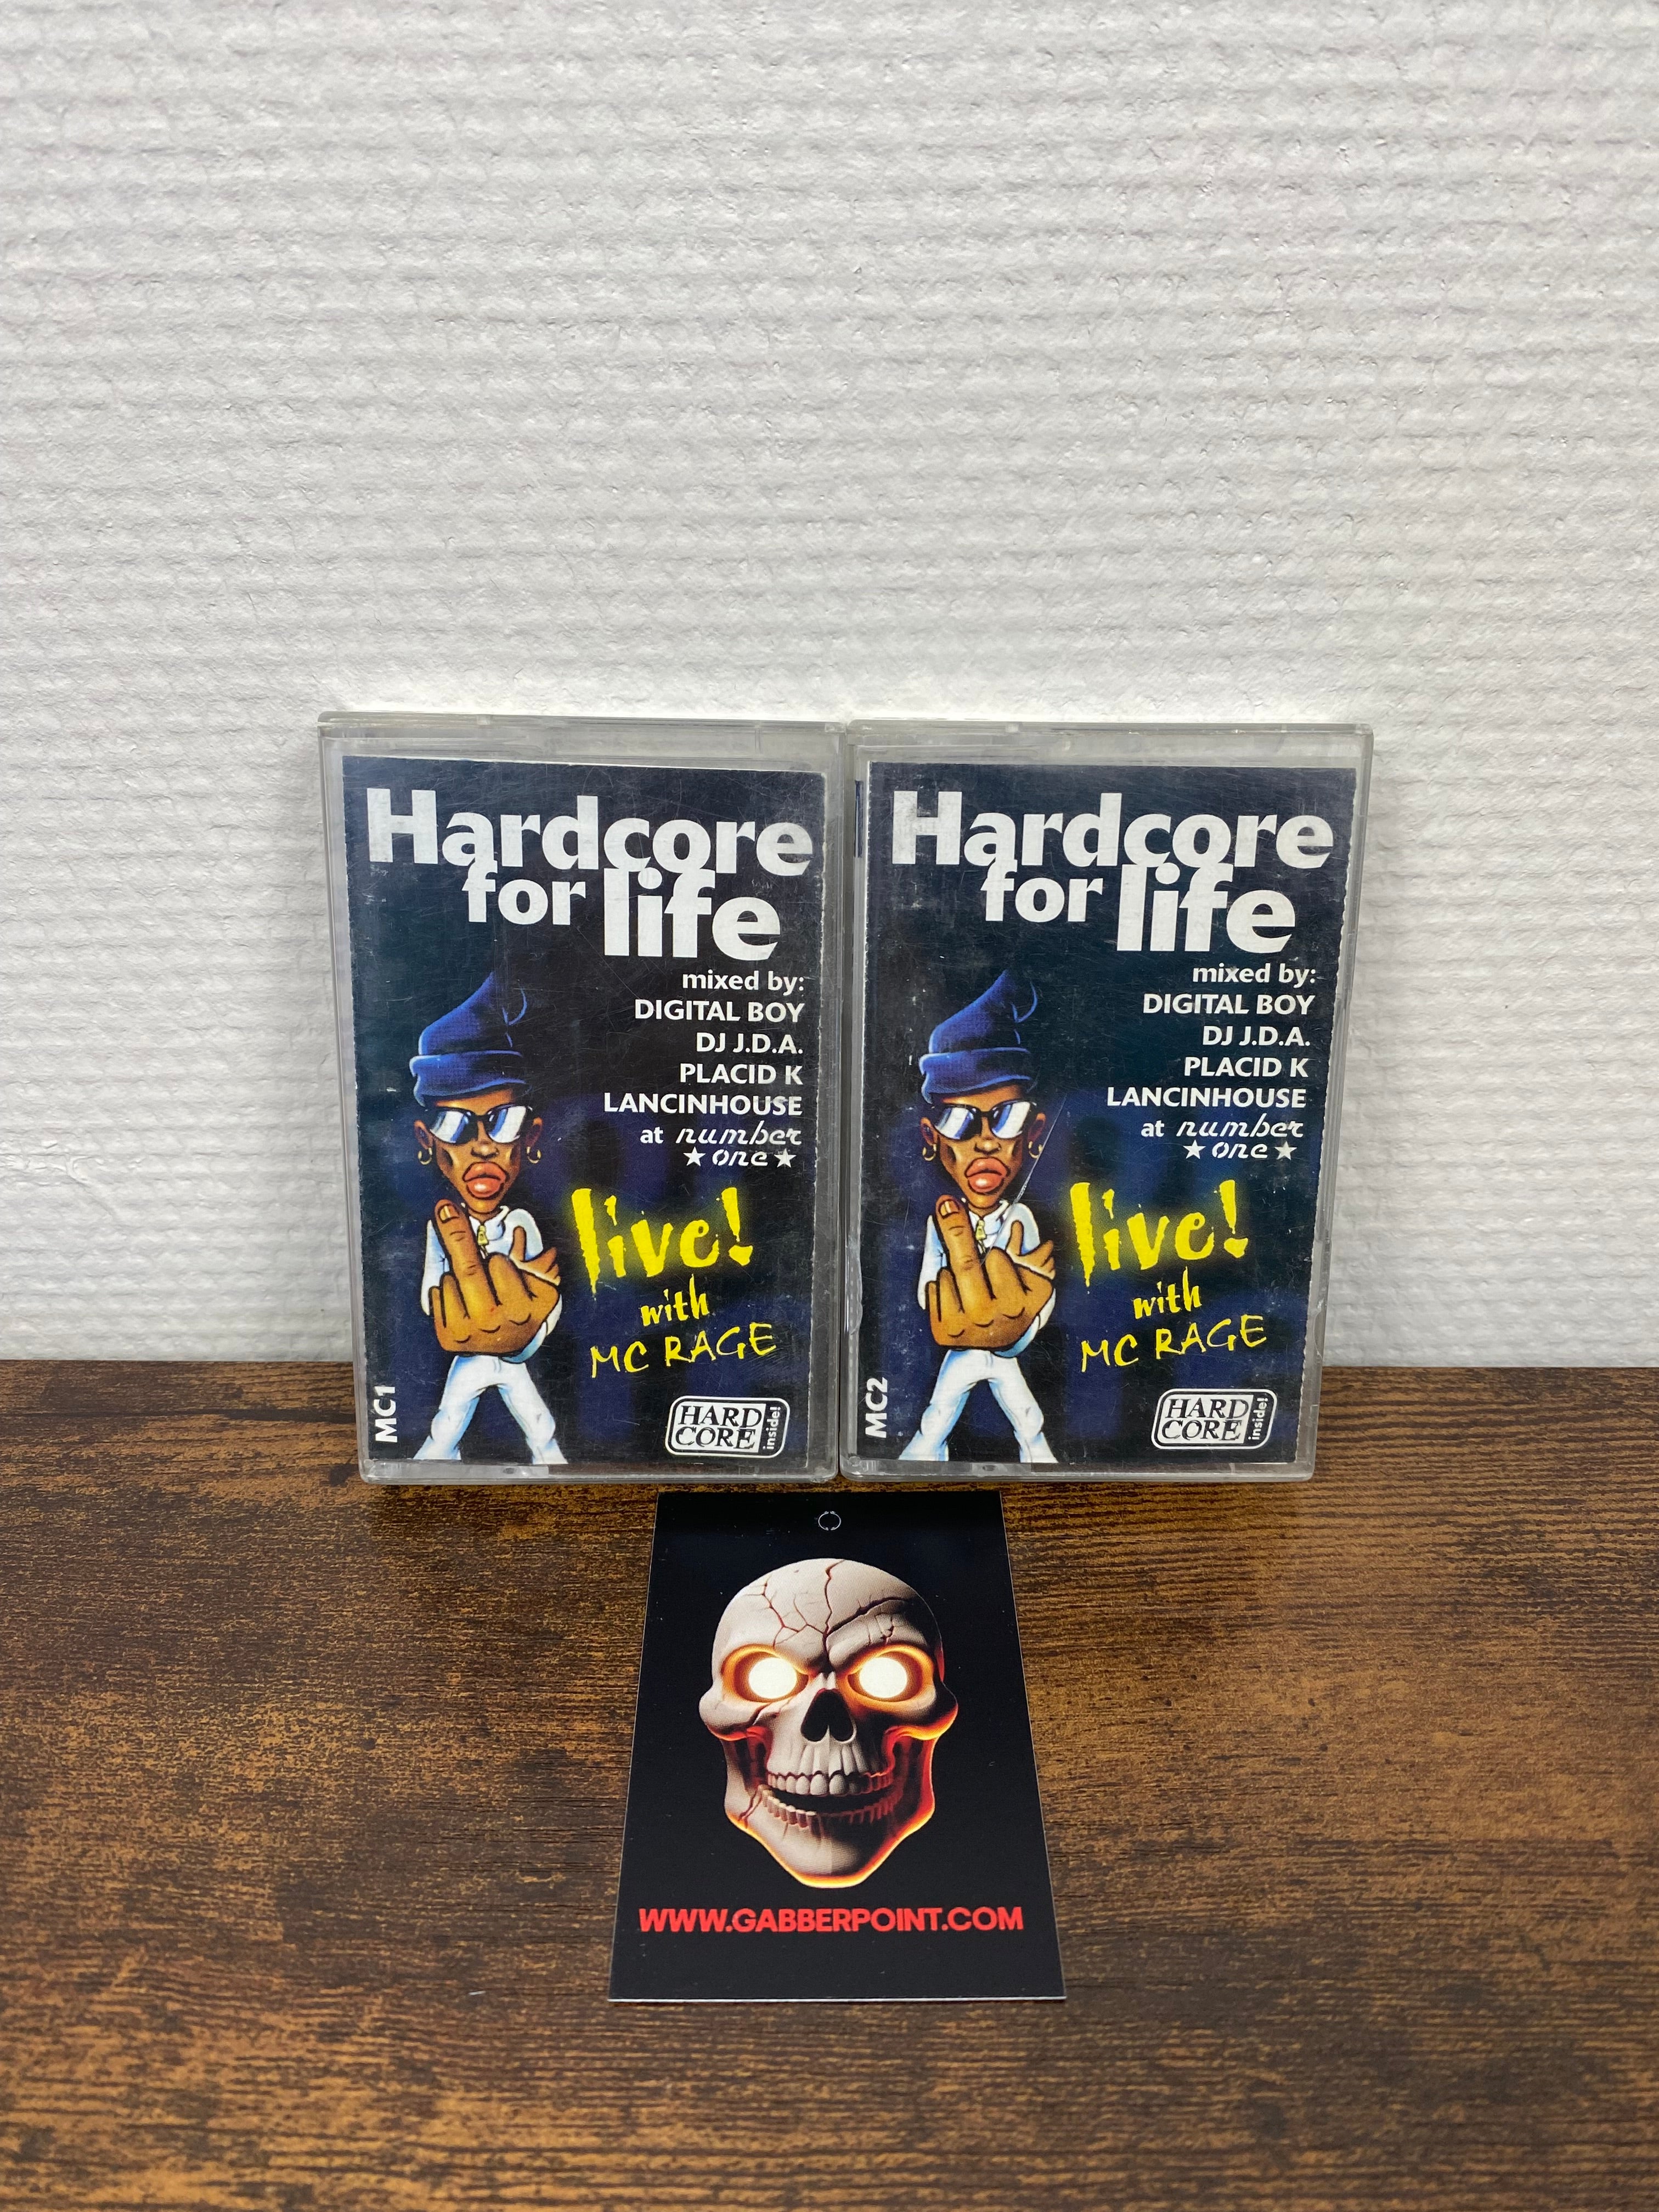 Hardcore
for life
mixed by:
DIGITAL BOY
DJ J.D.A.
PLACID K
LANCINHOUSE
at number
★ one ★
live!
with
MC RAGE
MC1
HARD
CORE
inside!
Hardcore
for life
mixed by:
DIGITAL BOY
DJ J.D.A.
PLACID K
LANCINHOUSE
at number
★ one ★
live!
with
MC RAGE
MC2
HARD
CORE
inside!
WWW.GABBERPOINT.COM